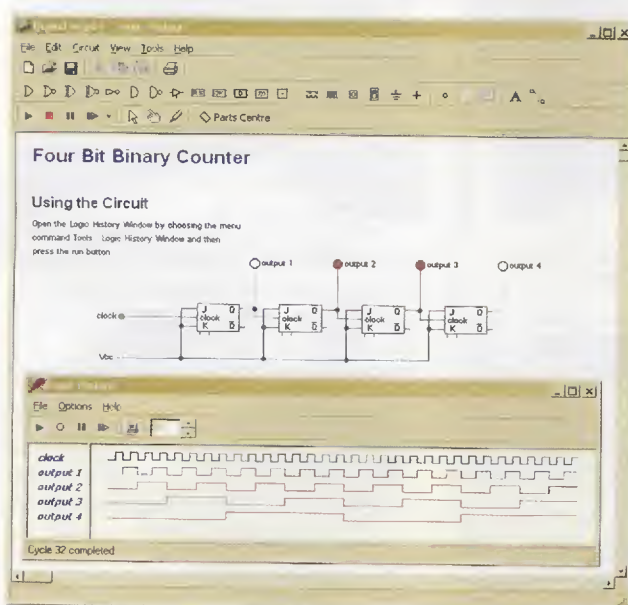 File Edit Circuit View Tools Help
A
Parts Centre
Four Bit Binary Counter
Using the Circuit
Open the Logic History Window by choosing the menu
command Tools Logic History Window and then
press the run button
output 1 output 2 output 3 output 4
J Q J Q J Q J Q
clock clock clock clock clock
K Q̅ K Q̅ K Q̅ K Q̅
File Options Help
clock
output 1
output 2
output 3
output 4
Cycle 32 completed